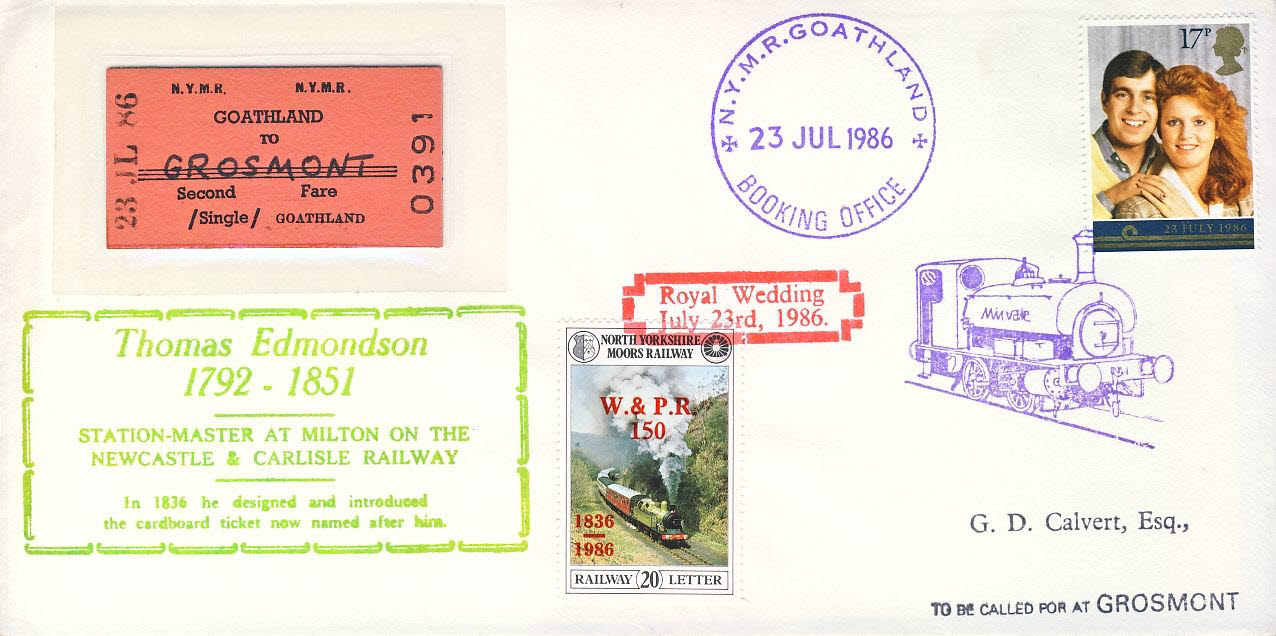 N.Y.M.R. N.Y.M.R.
GOATHLAND
TO
GROSMONT
Second Fare
/Single/ GOATHLAND
23 JL 86
0391
N.Y.M.R. GOATHLAND
23 JUL 1986
BOOKING OFFICE
17P
23 JULY 1986
Royal Wedding
July 23rd, 1986.
Thomas Edmondson
1792 - 1851
STATION-MASTER AT MILTON ON THE
NEWCASTLE & CARLISLE RAILWAY
In 1836 he designed and introduced
the cardboard ticket now named after him.
NORTH YORKSHIRE
MOORS RAILWAY
W. & P.R.
150
1836
1986
RAILWAY 20 LETTER
G. D. Calvert, Esq.,
TO BE CALLED FOR AT GROSMONT